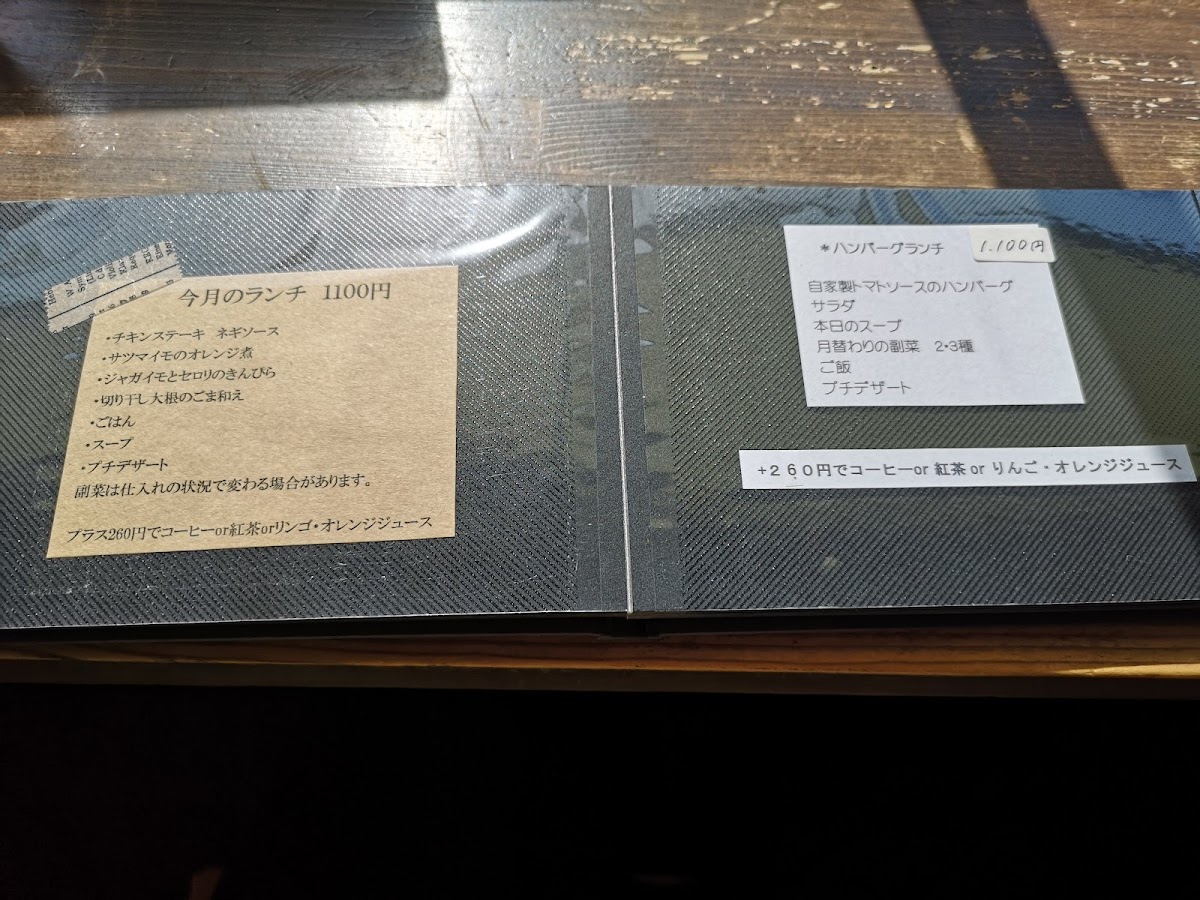 今月のランチ 1100円
・チキンステーキ ネギソース
・サツマイモのオレンジ煮
・ジャガイモとセロリのきんぴら
・切り干し大根のごま和え
・ごはん
・スープ
・プチデザート
副菜は仕入れの状況で変わる場合があります。
プラス260円でコーヒーor紅茶orリンゴ・オレンジジュース
*ハンバーグランチ 1.100円
自家製トマトソースのハンバーグ
サラダ
本日のスープ
月替わりの副菜 2・3種
ご飯
プチデザート
+260円でコーヒーor 紅茶 or りんご・オレンジジュース